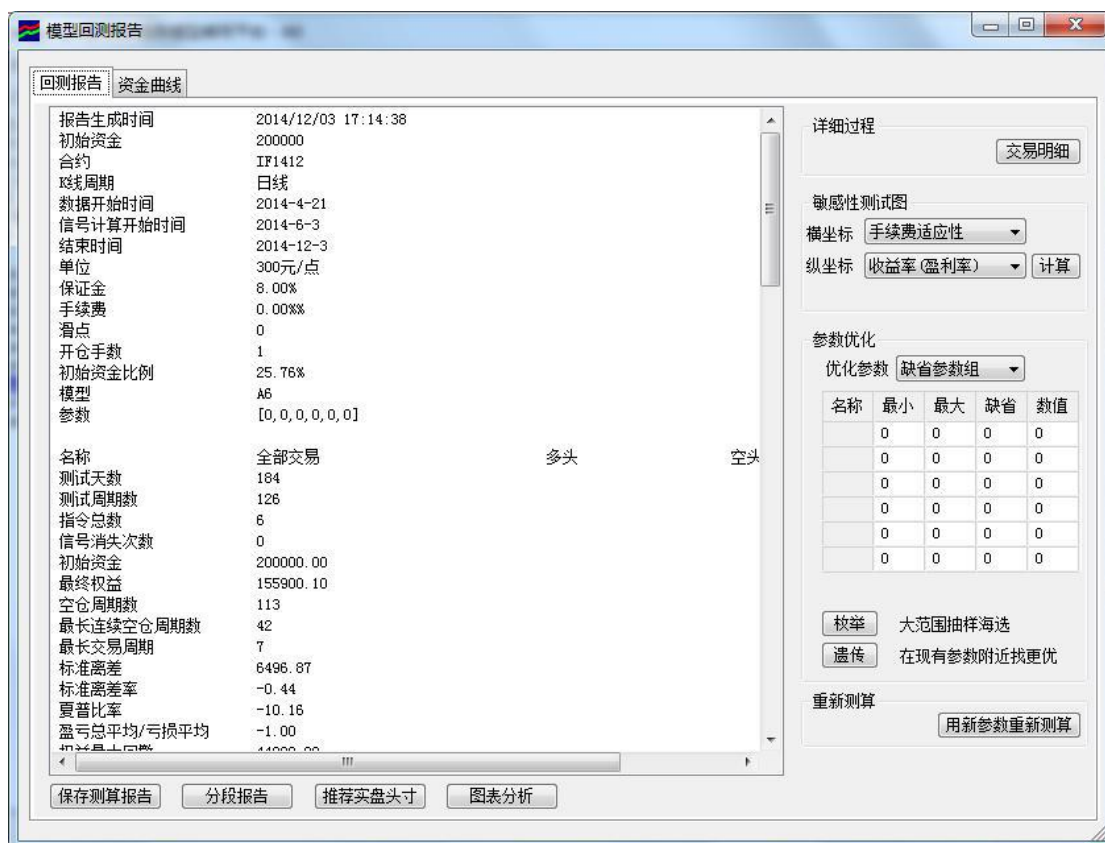 模型回测报告
回测报告 资金曲线
报告生成时间 2014/12/03 17:14:38
初始资金 200000
合约 IF1412
K线周期 日线
数据开始时间 2014-4-21
信号计算开始时间 2014-6-3
结束时间 2014-12-3
单位 300元/点
保证金 8.00%
手续费 0.00%%
滑点 0
开仓手数 1
初始资金比例 25.76%
模型 A6
参数 [0,0,0,0,0,0]
名称 全部交易 多头 空头
测试天数 184
测试周期数 126
指令总数 6
信号消失次数 0
初始资金 200000.00
最终权益 155900.10
空仓周期数 113
最长连续空仓周期数 42
最长交易周期 7
标准离差 6496.87
标准离差率 -0.44
夏普比率 -10.16
盈亏总平均/亏损平均 -1.00
保存测算报告 分段报告 推荐实盘头寸 图表分析
详细过程
交易明细
敏感性测试图
横坐标 手续费适应性
纵坐标 收益率(盈利率) 计算
参数优化
优化参数 缺省参数组
名称 最小 最大 缺省 数值
0 0 0 0
0 0 0 0
0 0 0 0
0 0 0 0
0 0 0 0
0 0 0 0
枚举 大范围抽样海选
遗传 在现有参数附近找更优
重新测算
用新参数重新测算